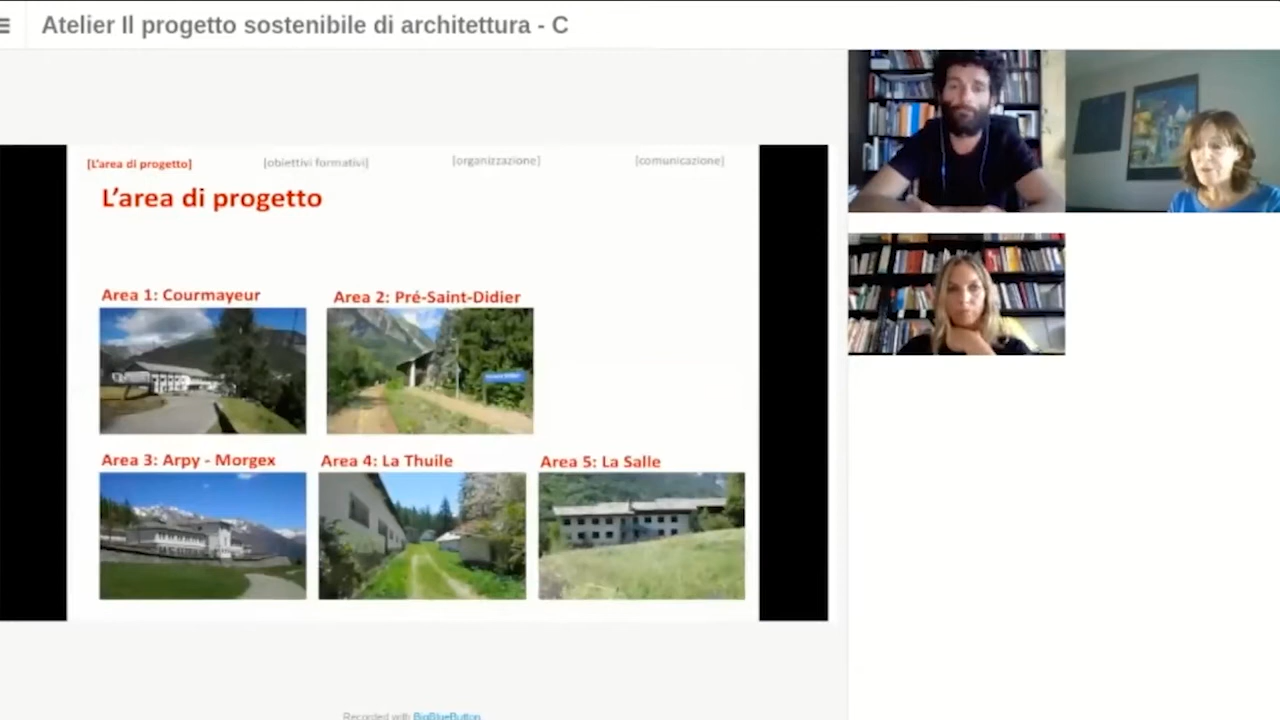 Atelier Il progetto sostenibile di architettura - C
[L'area di progetto] [obiettivi formativi] [organizzazione] [comunicazione]
L'area di progetto
Area 1: Courmayeur Area 2: Pré-Saint-Didier
Area 3: Arpy - Morgex Area 4: La Thuile Area 5: La Salle
Recorded with BigBlueButton